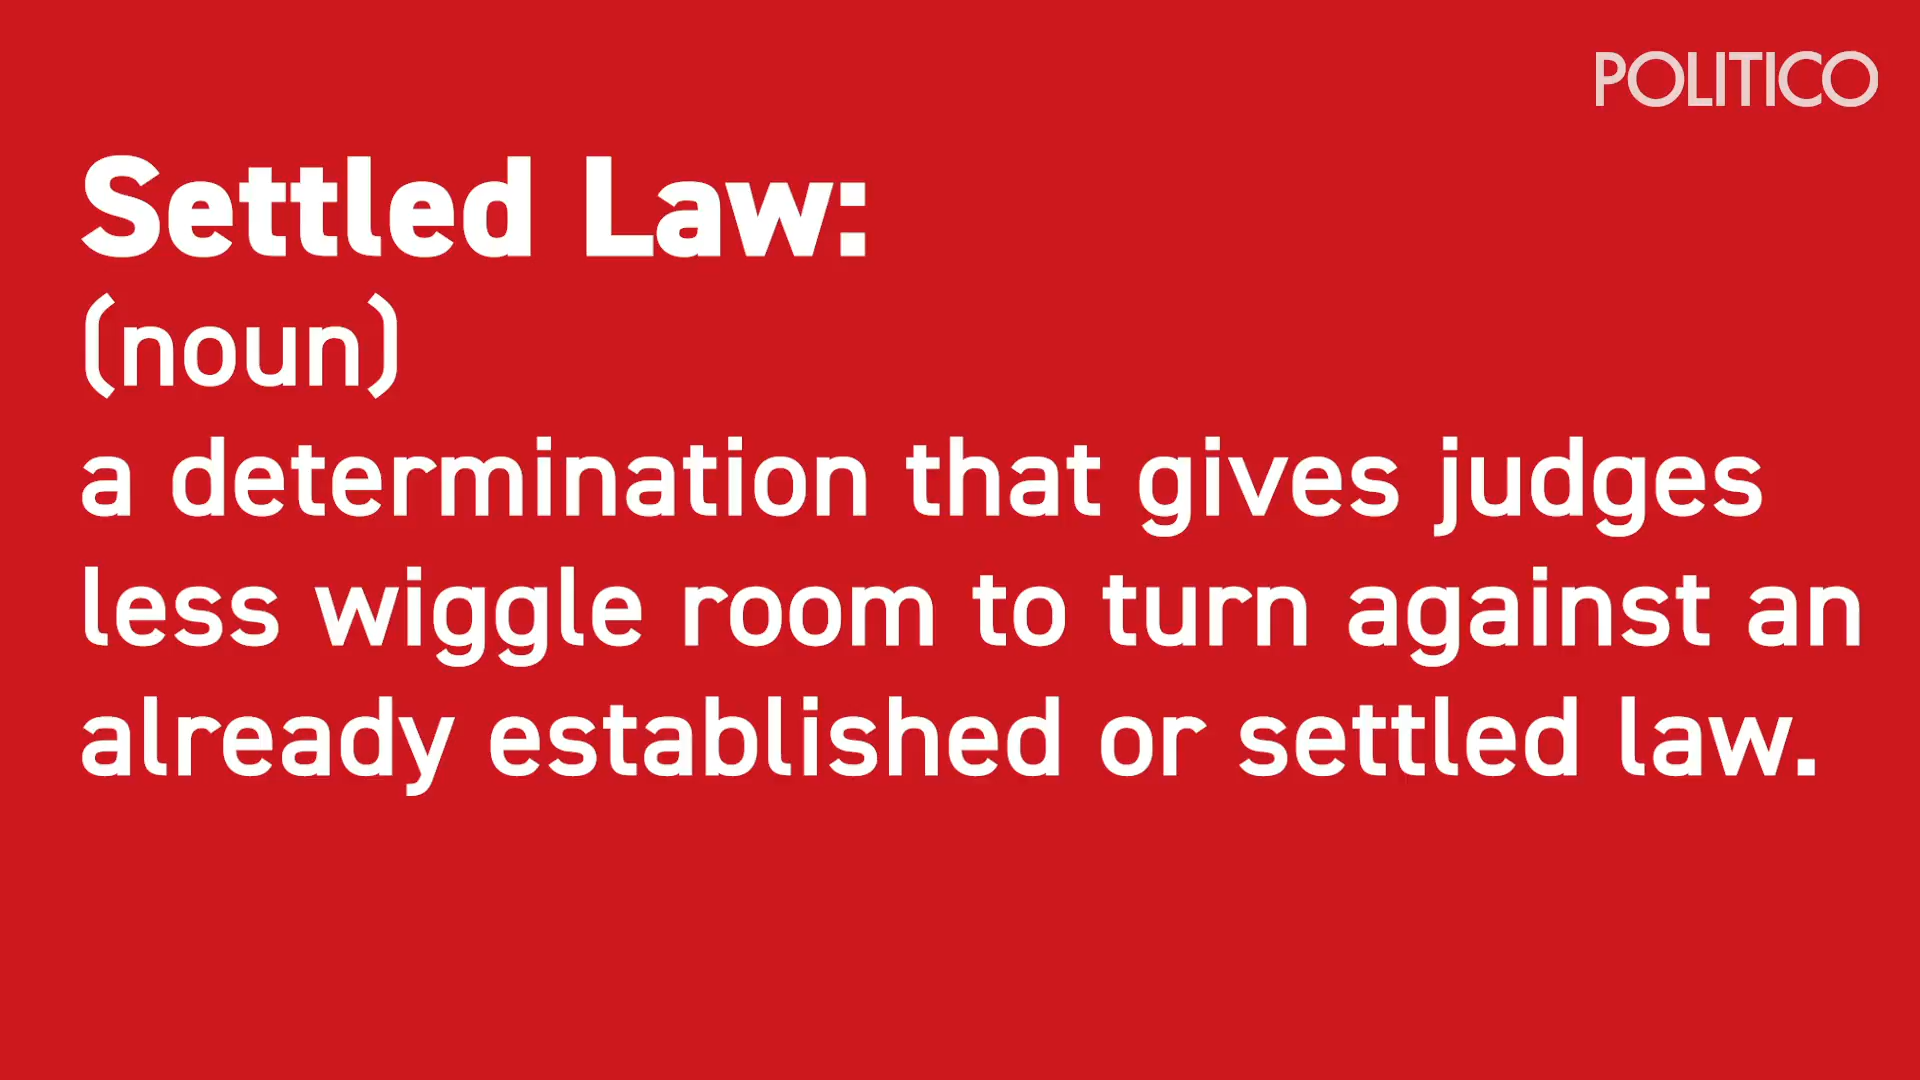 POLITICO
Settled Law:
(noun)
a determination that gives judges
less wiggle room to turn against an
already established or settled law.